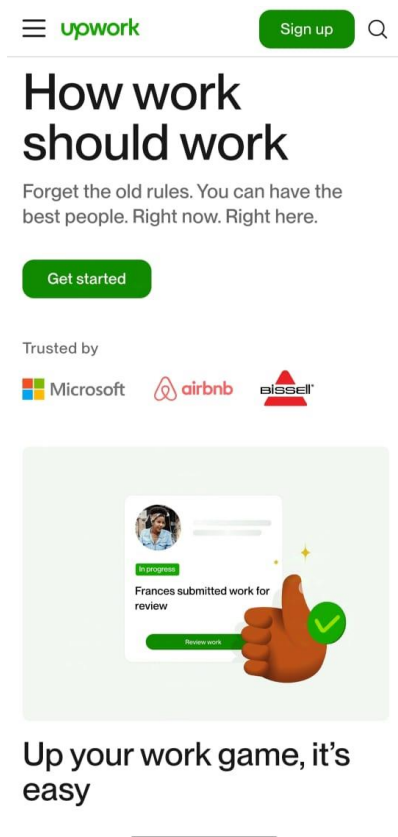 upwork
Sign up
How work
should work
Forget the old rules. You can have the
best people. Right now. Right here.
Get started
Trusted by
Microsoft
airbnb
BISSELL
In progress
Frances submitted work for
review
Review work
Up your work game, it's
easy